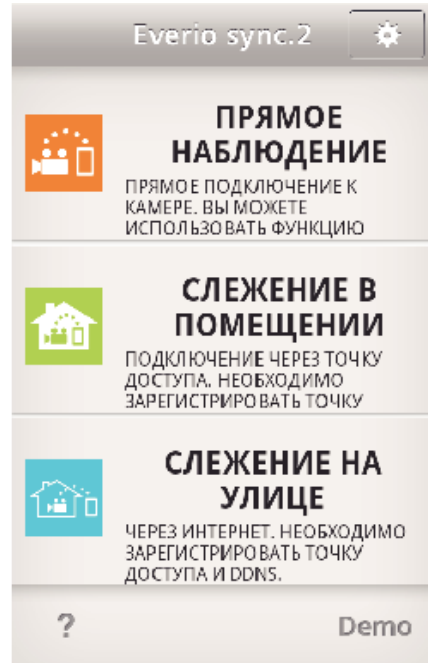 Everio sync.2
ПРЯМОЕ
НАБЛЮДЕНИЕ
ПРЯМОЕ ПОДКЛЮЧЕНИЕ К
КАМЕРЕ. ВЫ МОЖЕТЕ
ИСПОЛЬЗОВАТЬ ФУНКЦИЮ
СЛЕЖЕНИЕ В
ПОМЕЩЕНИИ
ПОДКЛЮЧЕНИЕ ЧЕРЕЗ ТОЧКУ
ДОСТУПА. НЕОБХОДИМО
ЗАРЕГИСТРИРОВАТЬ ТОЧКУ
СЛЕЖЕНИЕ НА
УЛИЦЕ
ЧЕРЕЗ ИНТЕРНЕТ. НЕОБХОДИМО
ЗАРЕГИСТРИРОВАТЬ ТОЧКУ
ДОСТУПА И DDNS.
? Demo